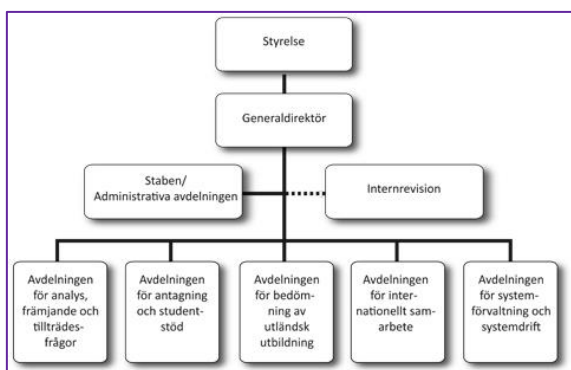 Styrelse
Generaldirektör
Staben/
Administrativa avdelningen
Internrevision
Avdelningen
för analys,
främjande och
tillträdes-
frågor
Avdelningen
för antagning
och student-
stöd
Avdelningen
för bedöm-
ning av
utländsk
utbildning
Avdelningen
för inter-
nationellt sam-
arbete
Avdelningen
för system-
förvaltning och
systemdrift